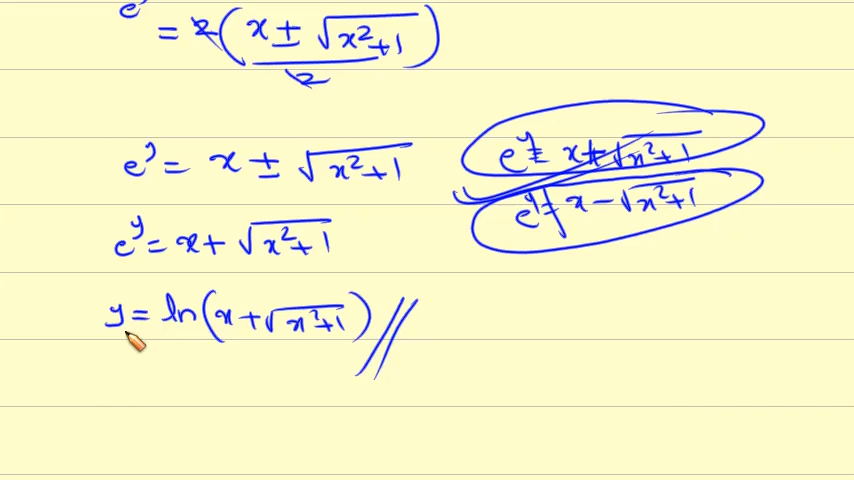 e^y
= 2(x ± √(x²+1))/2
e^y = x ± √(x²+1)
e^y = x + √(x²+1)
e^y = x - √(x²+1)
e^y = x + √(x²+1)
y = ln(x + √(x²+1)) //